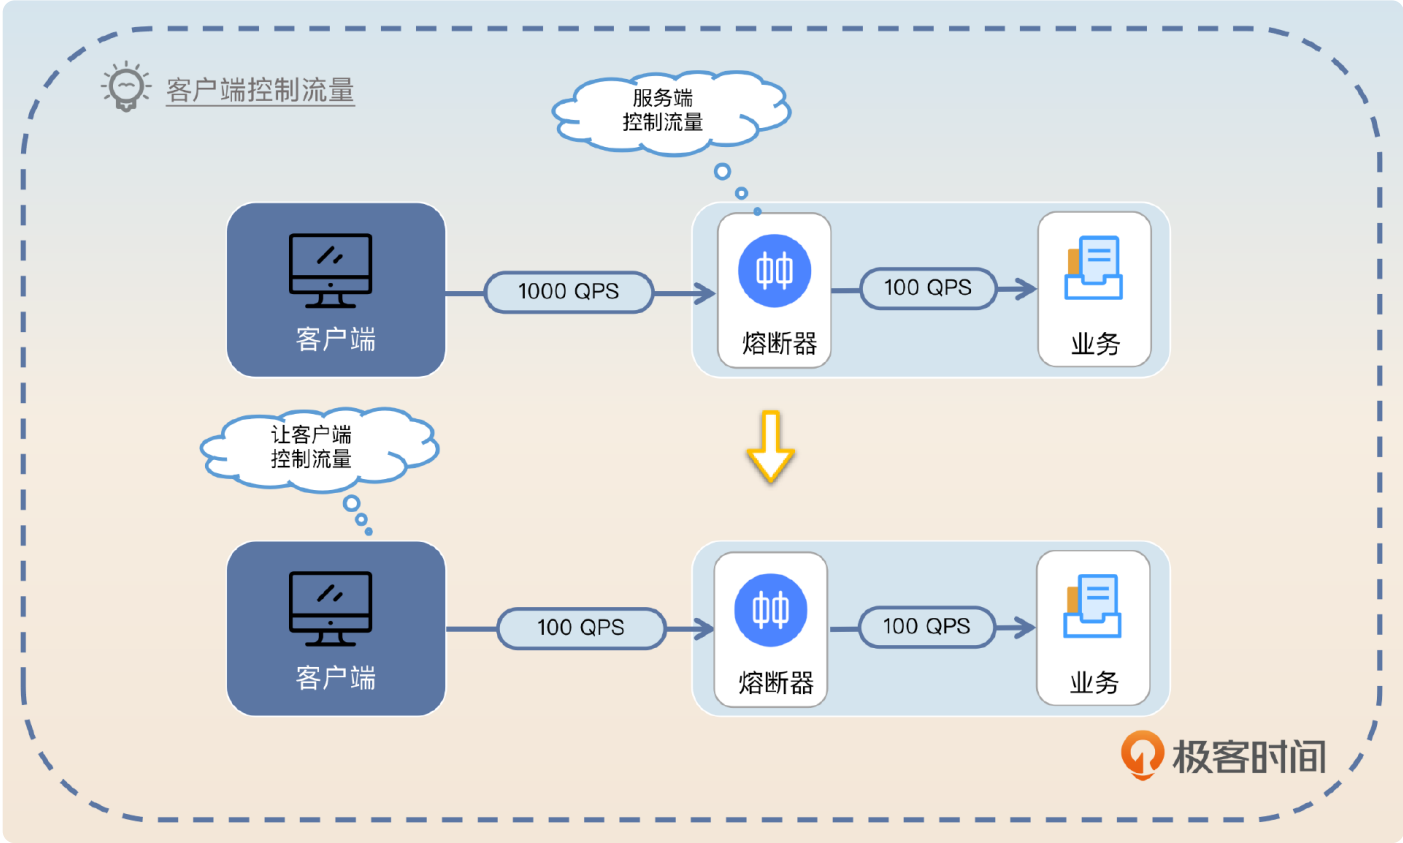 客户端控制流量
服务端
控制流量
客户端
1000 QPS
熔断器
100 QPS
业务
让客户端
控制流量
客户端
100 QPS
熔断器
100 QPS
业务
极客时间